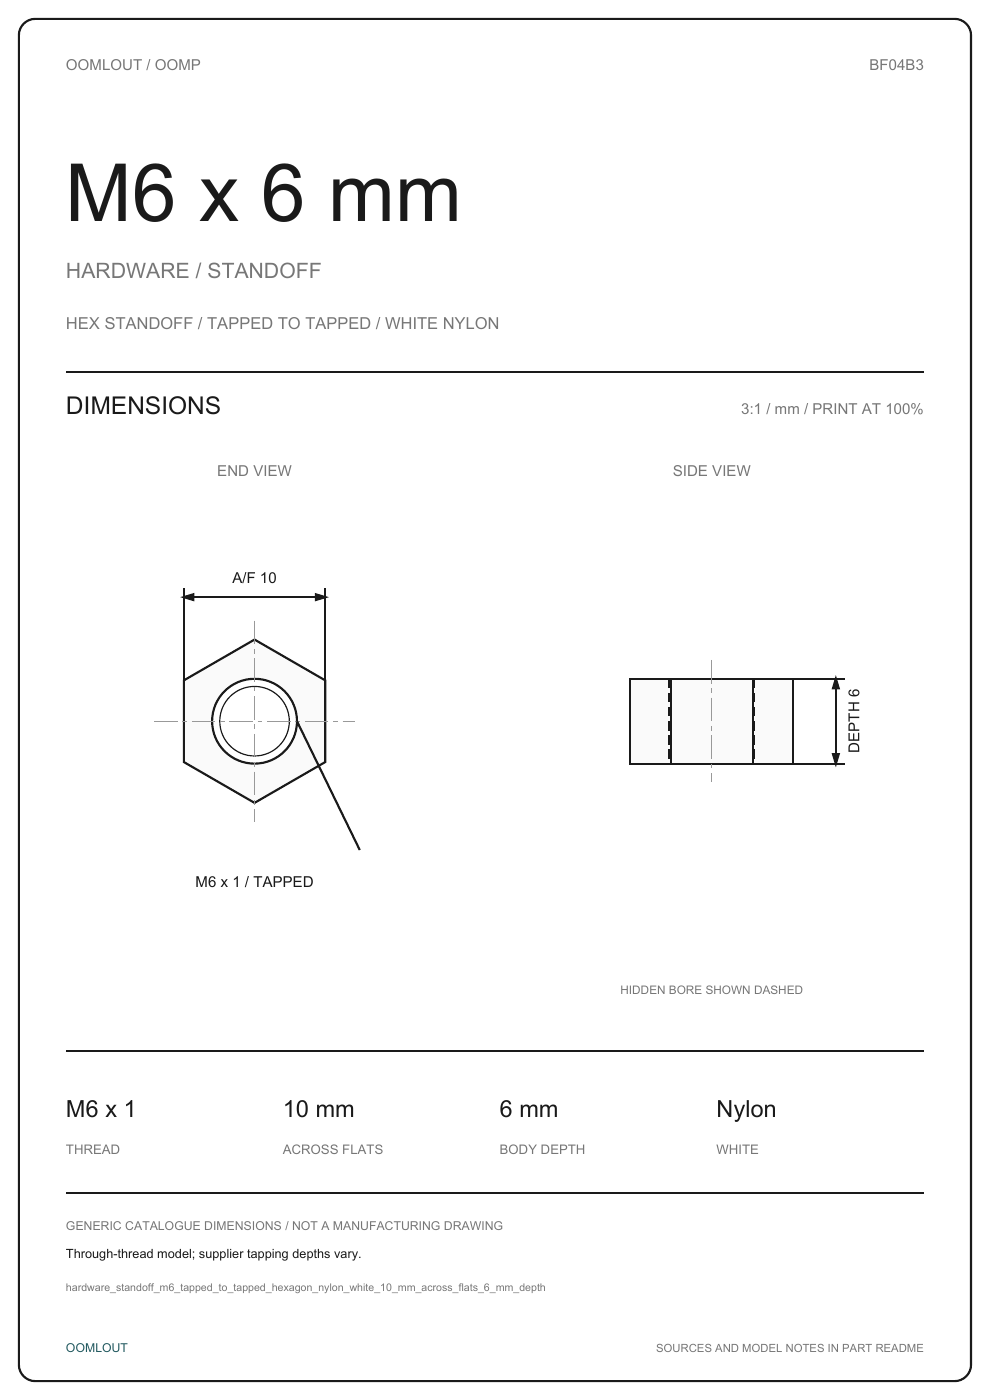 OOMLOUT / OOMP
BF04B3
M6 x 6 mm
HARDWARE / STANDOFF
HEX STANDOFF / TAPPED TO TAPPED / WHITE NYLON
DIMENSIONS
3:1 / mm / PRINT AT 100%
END VIEW
SIDE VIEW
A/F 10
DEPTH 6
M6 x 1 / TAPPED
HIDDEN BORE SHOWN DASHED
M6 x 1
10 mm
6 mm
Nylon
THREAD
ACROSS FLATS
BODY DEPTH
WHITE
GENERIC CATALOGUE DIMENSIONS / NOT A MANUFACTURING DRAWING
Through-thread model; supplier tapping depths vary.
hardware_standoff_m6_tapped_to_tapped_hexagon_nylon_white_10_mm_across_flats_6_mm_depth
OOMLOUT
SOURCES AND MODEL NOTES IN PART README